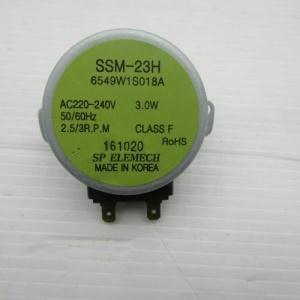 SSM-23H
6549W1S018A
AC220-240V 3.0W
50/60Hz
2.5/3R.P.M CLASS F
RoHS
161020
SP ELEMECH
MADE IN KOREA